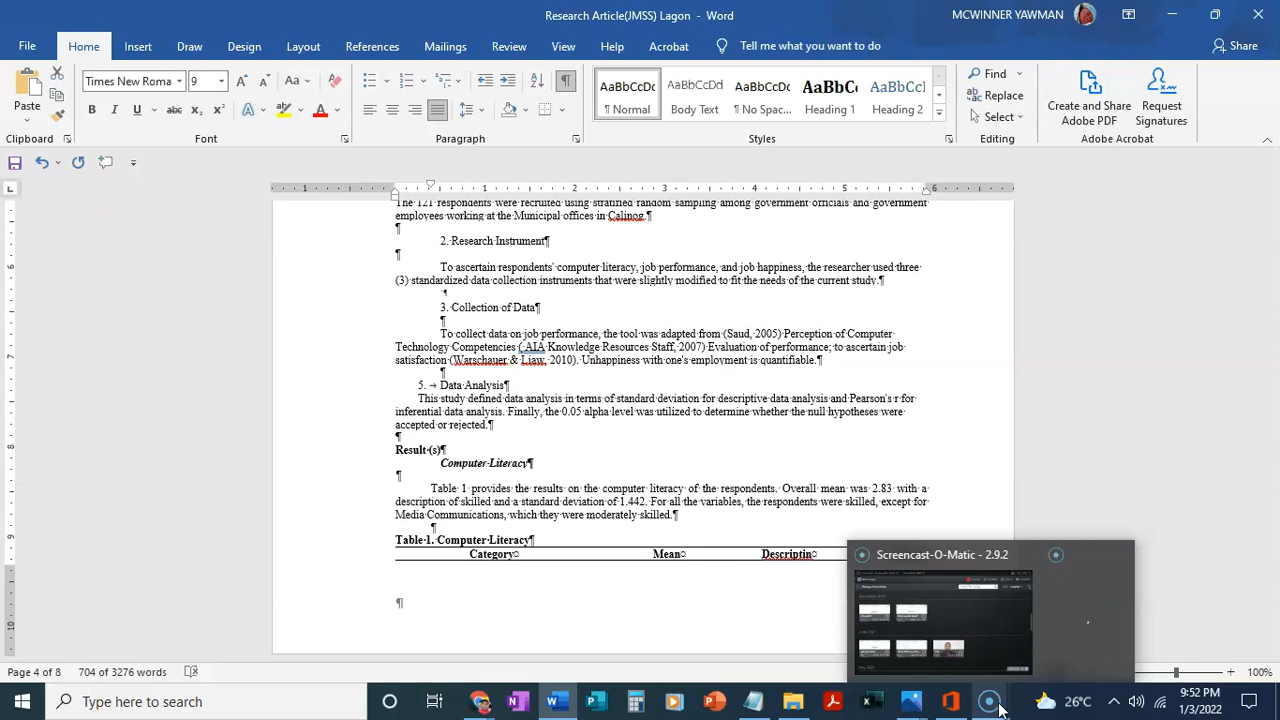 Research Article(JMSS) Lagon - Word
MCWINNER YAWMAN
File Home Insert Draw Design Layout References Mailings Review View Help Acrobat Tell me what you want to do Share
Times New Roma 9
Paste
AaBbCcDd AaBbCcDd AaBbCcDd AaBbCc AaBbCcD
¶ Normal Body Text ¶ No Spac... Heading 1 Heading 2
Find
Replace
Select
Create and Share Adobe PDF
Request Signatures
Clipboard Font Paragraph Styles Editing Adobe Acrobat
1 1 2 3 4 5 6
The 121 respondents were recruited using stratified random sampling among government officials and government
employees working at the Municipal offices in Calinog.¶
¶
2. Research Instrument¶
¶
To ascertain respondents' computer literacy, job performance, and job happiness, the researcher used three
(3) standardized data collection instruments that were slightly modified to fit the needs of the current study.¶
¶
3. Collection of Data¶
¶
To collect data on job performance, the tool was adapted from (Saud, 2005) Perception of Computer
Technology Competencies ( AIA Knowledge Resources Staff, 2007) Evaluation of performance; to ascertain job
satisfaction (Warschauer & Liaw, 2010). Unhappiness with one's employment is quantifiable.¶
¶
5. → Data Analysis¶
This study defined data analysis in terms of standard deviation for descriptive data analysis and Pearson's r for
inferential data analysis. Finally, the 0.05 alpha level was utilized to determine whether the null hypotheses were
accepted or rejected.¶
¶
Result (s)¶
Computer Literacy¶
¶
Table 1 provides the results on the computer literacy of the respondents. Overall mean was 2.83 with a
description of skilled and a standard deviation of 1.442. For all the variables, the respondents were skilled, except for
Media Communications, which they were moderately skilled.¶
¶
Table 1. Computer Literacy¶
Category¤ Mean¤ Descriptin¤
¶
Screencast-O-Matic - 2.9.2
Page 4 of 8 704 of 3276 words
100%
Type here to search
26°C
9:52 PM
1/3/2022